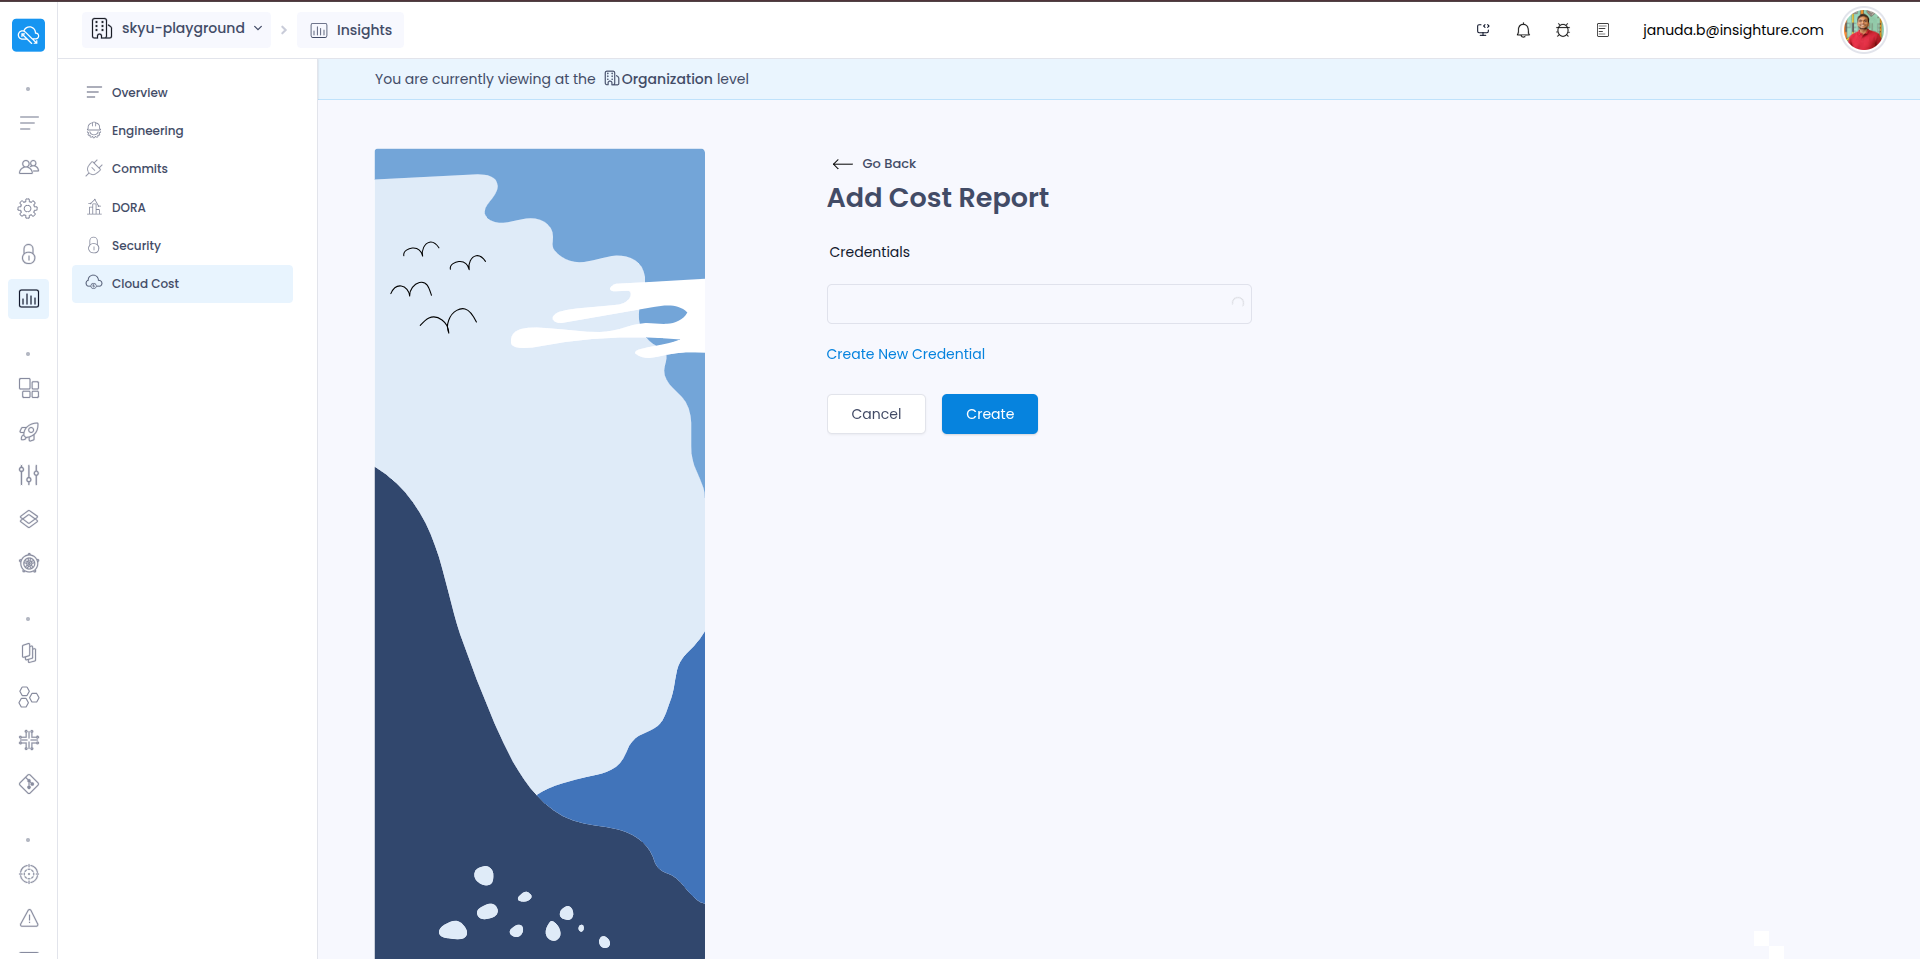 skyu-playground
Insights
januda.b@insighture.com
You are currently viewing at the Organization level
Overview
Engineering
Commits
DORA
Security
Cloud Cost
Go Back
Add Cost Report
Credentials
Create New Credential
Cancel
Create